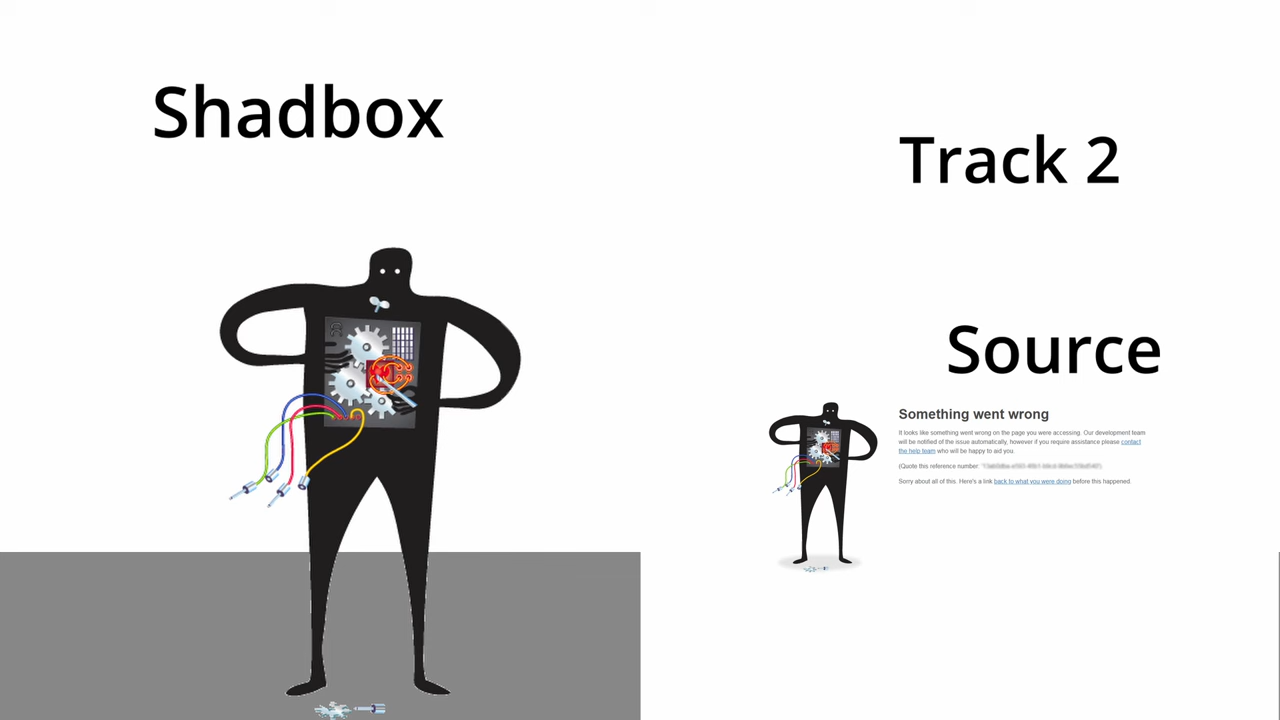 Shadbox
Track 2
Source
Something went wrong
It looks like something went wrong on the page you were accessing. Our development team
will be notified of the issue automatically, however if you require assistance please contact
the help team who will be happy to aid you.
(Quote this reference number:
Sorry about all of this. Here's a link back to what you were doing before this happened.